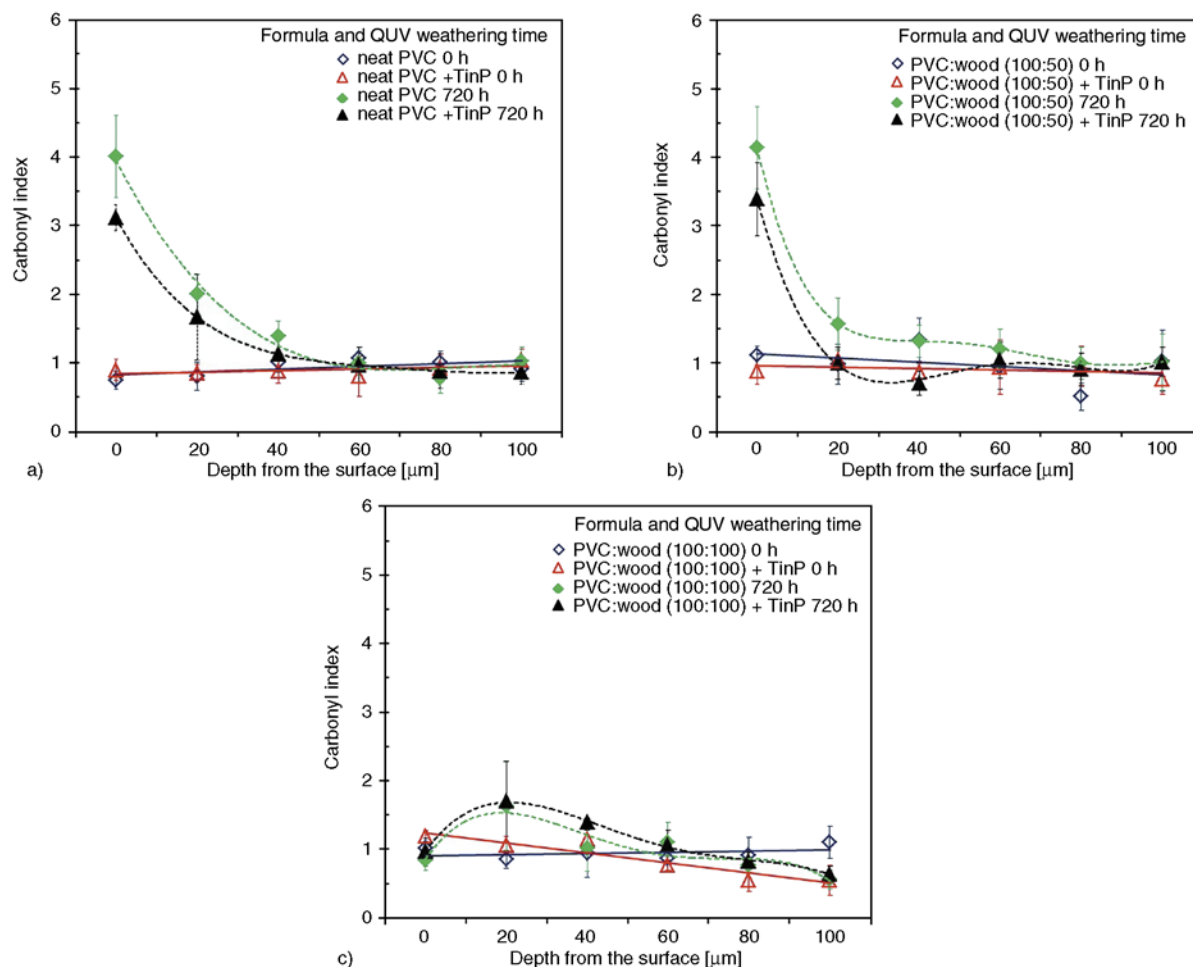 Formula and QUV weathering time
neat PVC 0 h
neat PVC +TinP 0 h
neat PVC 720 h
neat PVC +TinP 720 h
Carbonyl index
6
5
4
3
2
1
0
0 20 40 60 80 100
Depth from the surface [µm]
a)
Formula and QUV weathering time
PVC:wood (100:50) 0 h
PVC:wood (100:50) + TinP 0 h
PVC:wood (100:50) 720 h
PVC:wood (100:50) + TinP 720 h
Carbonyl index
6
5
4
3
2
1
0
0 20 40 60 80 100
Depth from the surface [µm]
b)
Formula and QUV weathering time
PVC:wood (100:100) 0 h
PVC:wood (100:100) + TinP 0 h
PVC:wood (100:100) 720 h
PVC:wood (100:100) + TinP 720 h
Carbonyl index
6
5
4
3
2
1
0
0 20 40 60 80 100
Depth from the surface [µm]
c)